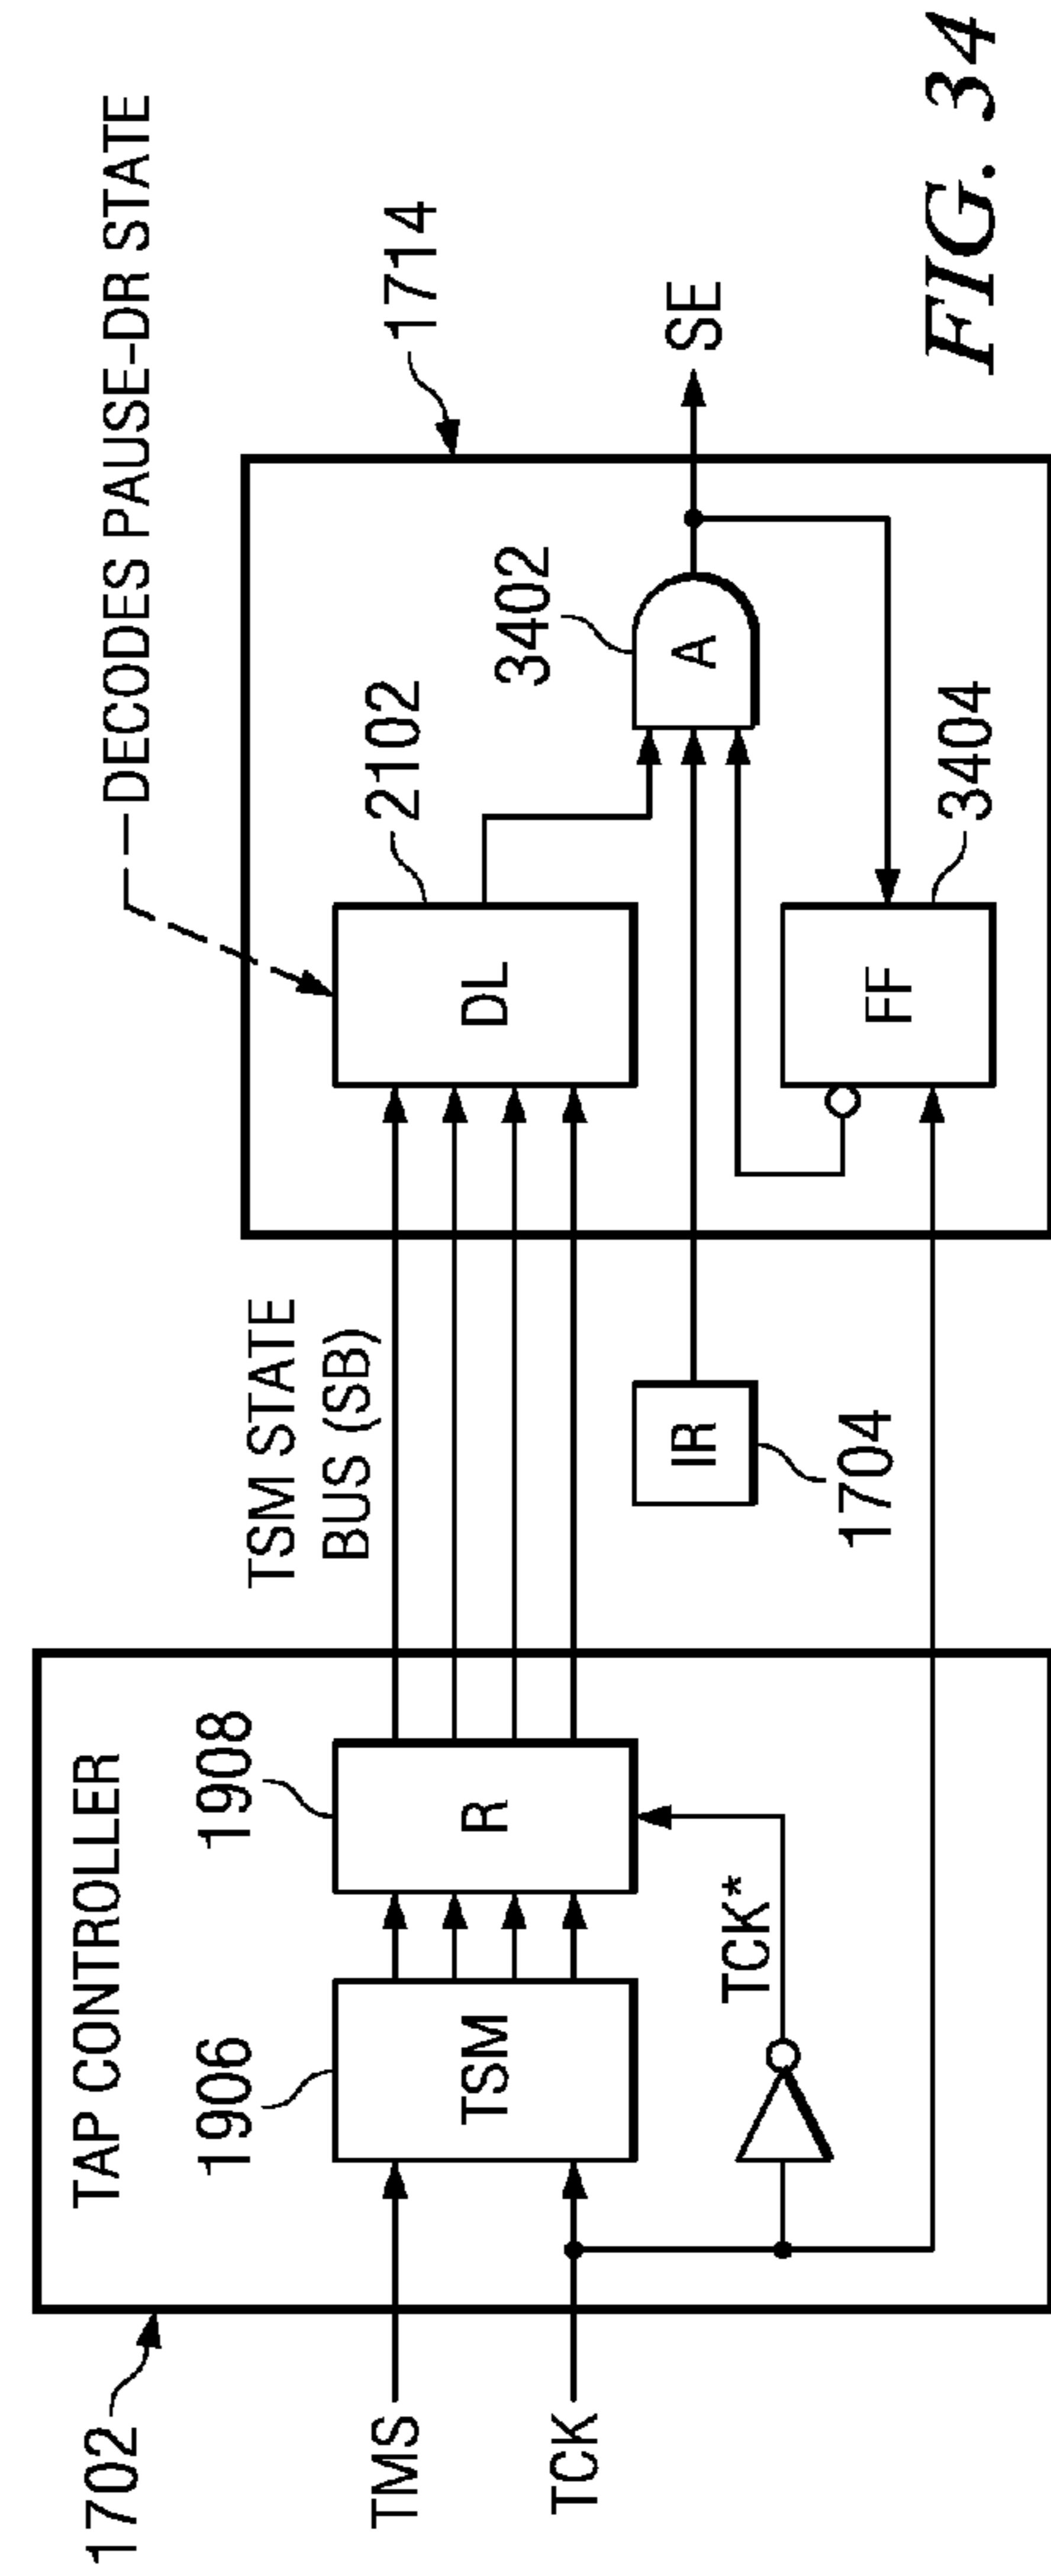 1702
TAP CONTROLLER
TMS
TCK
1906
TSM
1908
R
TCK*
TSM STATE
BUS (SB)
IR
1704
DECODES PAUSE-DR STATE
1714
2102
DL
3402
A
FF
3404
SE
FIG. 34